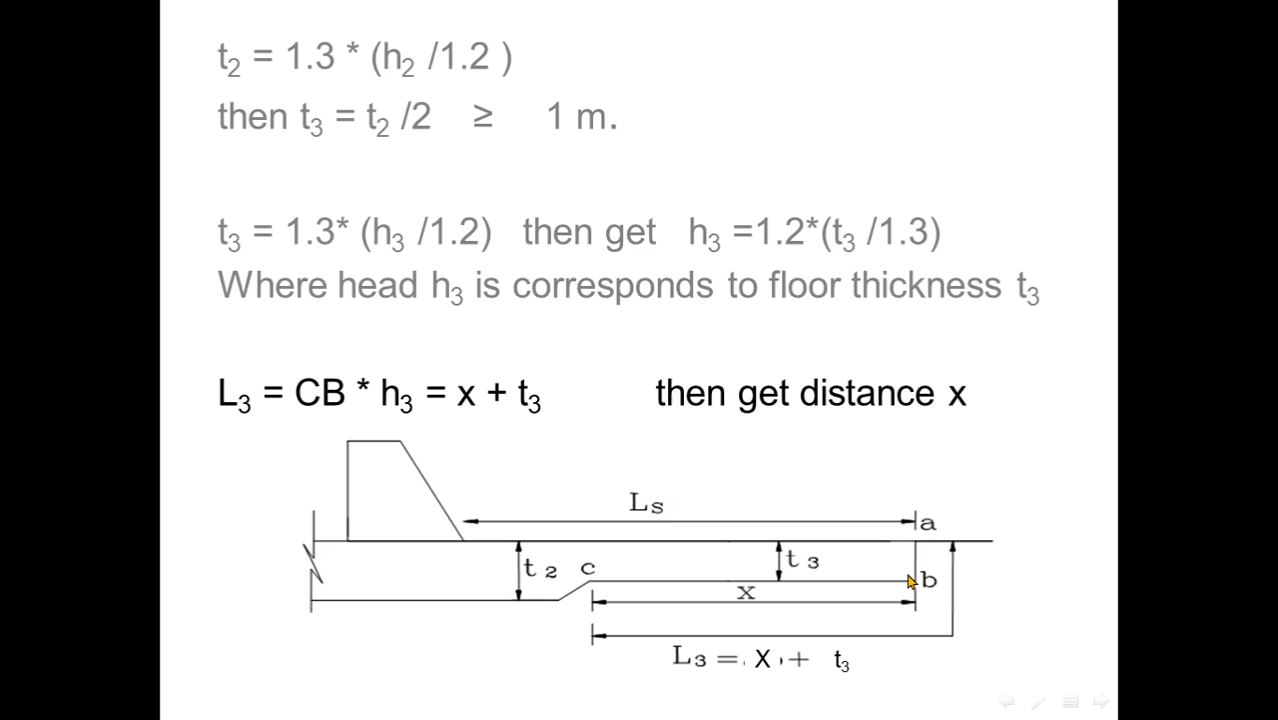 t₂ = 1.3 * (h₂ /1.2 )
then t₃ = t₂ /2 ≥ 1 m.
t₃ = 1.3* (h₃ /1.2) then get h₃ =1.2*(t₃ /1.3)
Where head h₃ is corresponds to floor thickness t₃
L₃ = CB * h₃ = x + t₃ then get distance x
Ls
a
t₂ c t₃
b
x
L₃ = X + t₃